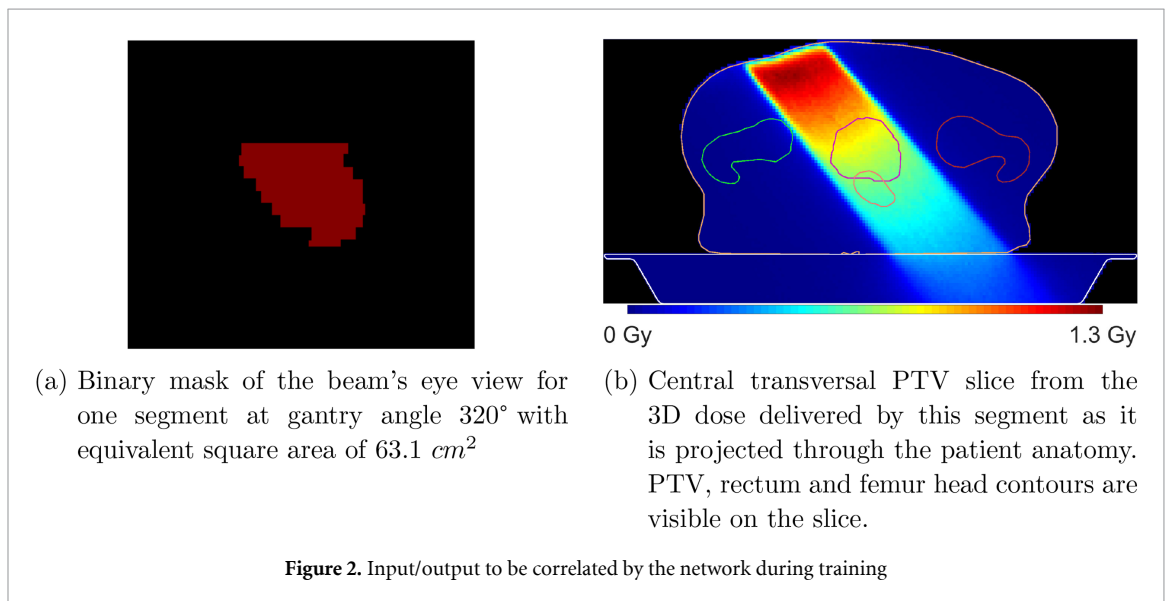 0 Gy
1.3 Gy
(a) Binary mask of the beam's eye view for
one segment at gantry angle 320° with
equivalent square area of 63.1 cm²
(b) Central transversal PTV slice from the
3D dose delivered by this segment as it
is projected through the patient anatomy.
PTV, rectum and femur head contours are
visible on the slice.
Figure 2. Input/output to be correlated by the network during training